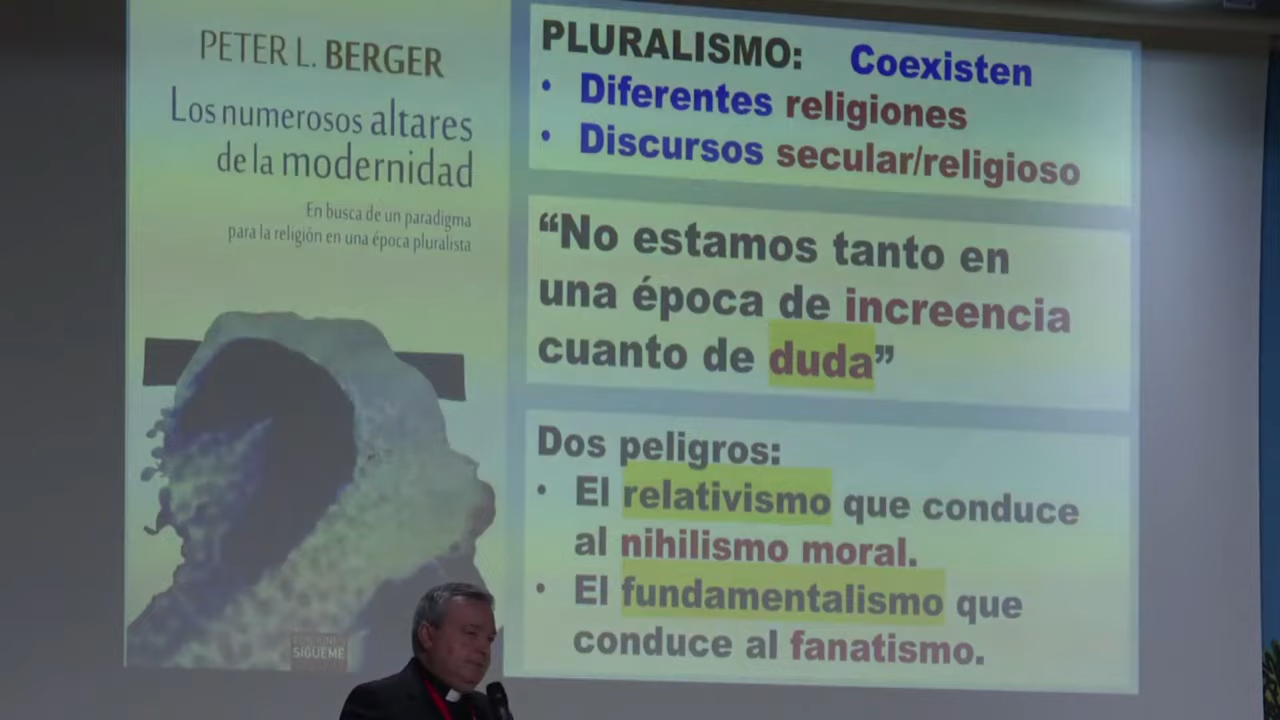 PETER L. BERGER
Los numerosos altares
de la modernidad
En busca de un paradigma
para la religión en una época pluralista
EDICIONES
SÍGUEME
PLURALISMO: Coexisten
• Diferentes religiones
• Discursos secular/religioso
“No estamos tanto en
una época de increencia
cuanto de duda”
Dos peligros:
• El relativismo que conduce
al nihilismo moral.
• El fundamentalismo que
conduce al fanatismo.